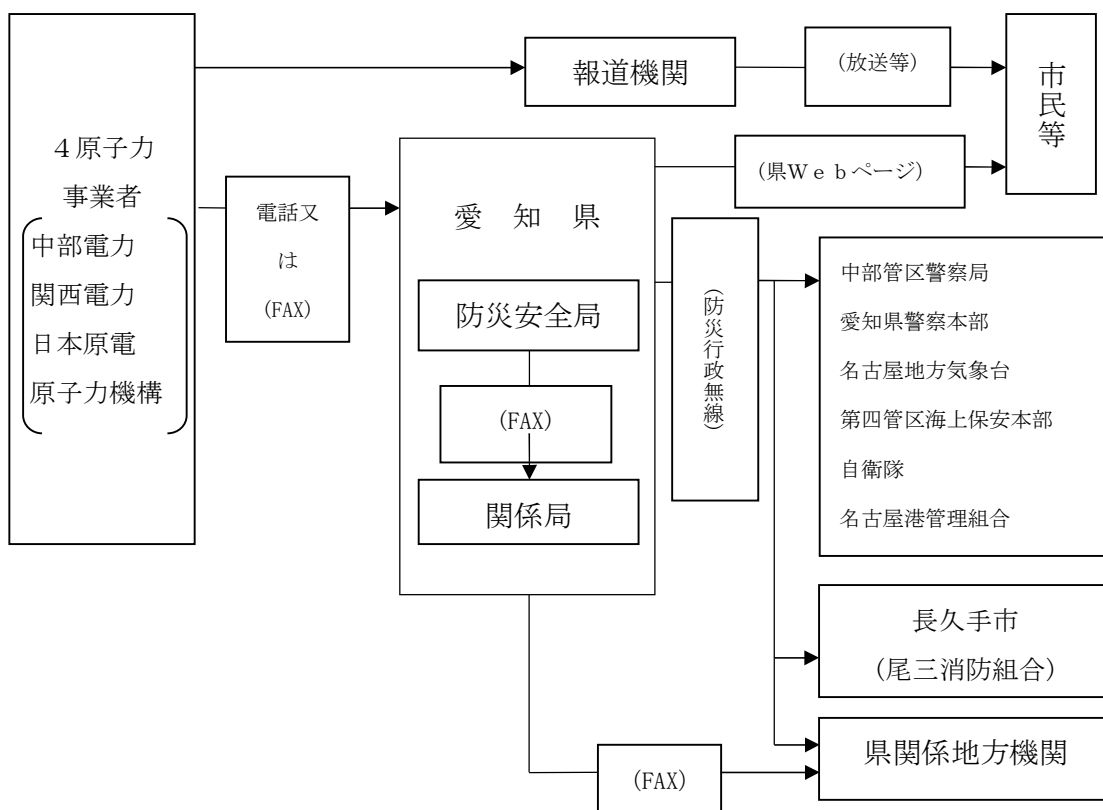 4原子力
事業者
中部電力
関西電力
日本原電
原子力機構
電話又
は
(FAX)
報道機関
(放送等)
市民等
愛 知 県
(県Webページ)
防災安全局
(FAX)
関係局
(防災行政無線)
中部管区警察局
愛知県警察本部
名古屋地方気象台
第四管区海上保安本部
自衛隊
名古屋港管理組合
長久手市
(尾三消防組合)
県関係地方機関
(FAX)